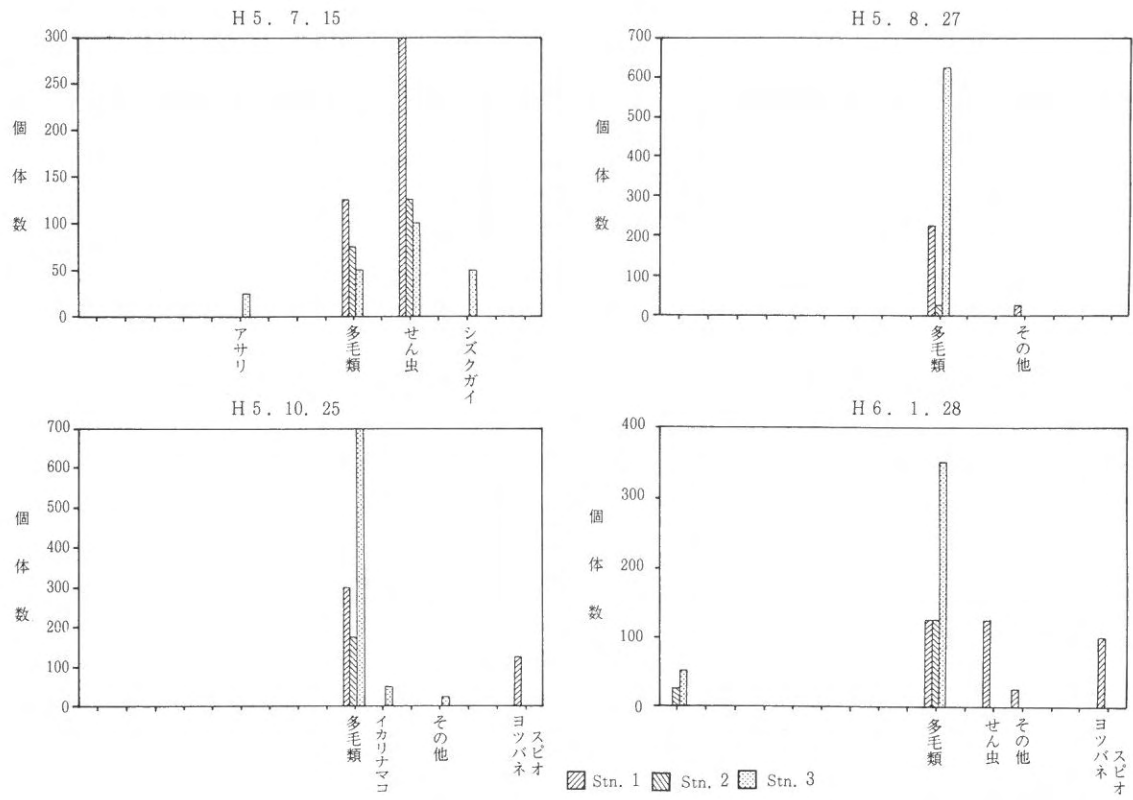 H5.7.15
300
250
200
150
100
50
0
個体数
アサリ
多毛類
せん虫
シズクガイ
H5.8.27
700
600
500
400
300
200
100
0
個体数
多毛類
その他
H5.10.25
700
600
500
400
300
200
100
0
個体数
多毛類
イカリナマコ
その他
ヨツバネ
スピオ
H6.1.28
400
300
200
100
0
個体数
多毛類
せん虫
その他
ヨツバネ
スピオ
Stn. 1 Stn. 2 Stn. 3